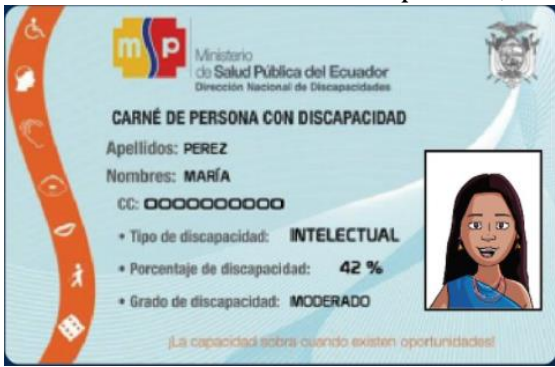 msp
Ministerio
de Salud Pública del Ecuador
Dirección Nacional de Discapacidades
CARNÉ DE PERSONA CON DISCAPACIDAD
Apellidos: PEREZ
Nombres: MARÍA
CC: 0000000000
• Tipo de discapacidad: INTELECTUAL
• Porcentaje de discapacidad: 42 %
• Grado de discapacidad: MODERADO
¡La capacidad sobra cuando existen oportunidades!